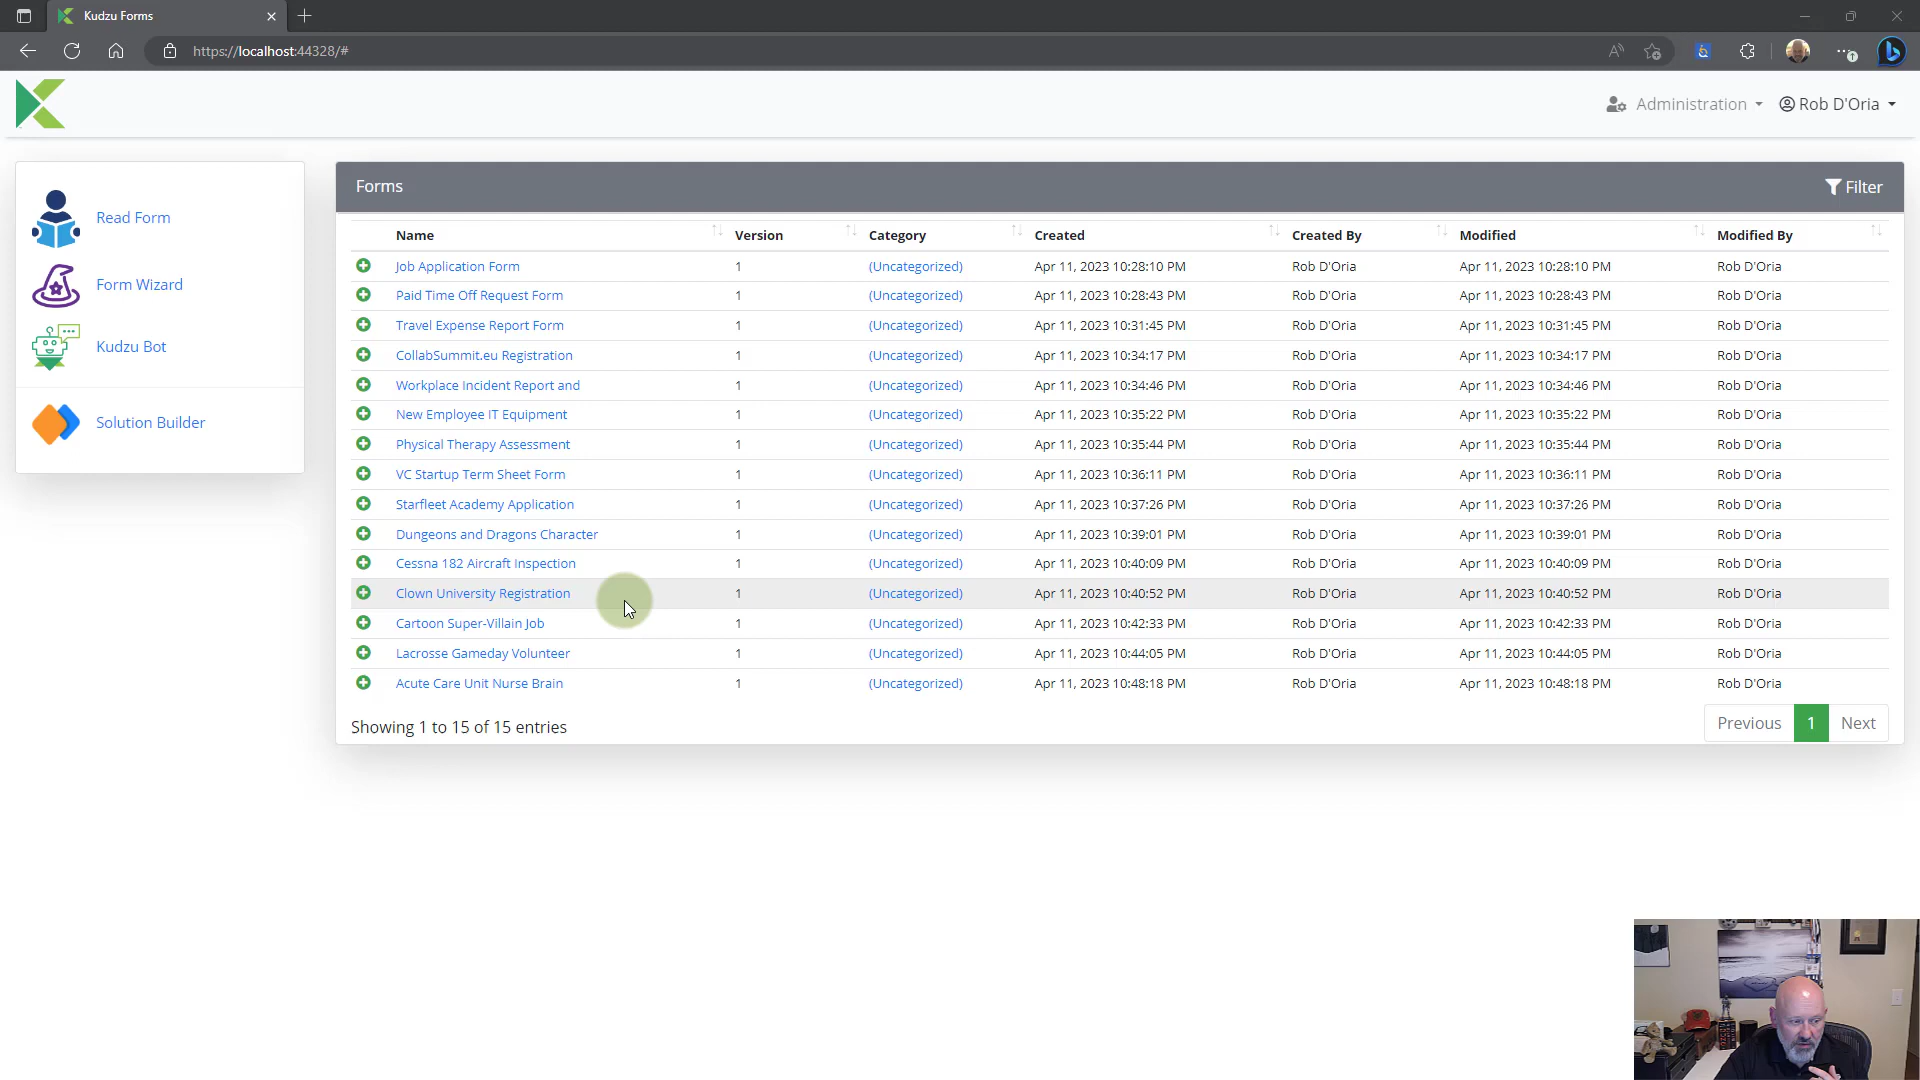 Kudzu Forms
https://localhost:44328/#
Administration
Rob D'Oria
Read Form
Form Wizard
Kudzu Bot
Solution Builder
Forms
Filter
Name Version Category Created Created By Modified Modified By
Job Application Form 1 (Uncategorized) Apr 11, 2023 10:28:10 PM Rob D'Oria Apr 11, 2023 10:28:10 PM Rob D'Oria
Paid Time Off Request Form 1 (Uncategorized) Apr 11, 2023 10:28:43 PM Rob D'Oria Apr 11, 2023 10:28:43 PM Rob D'Oria
Travel Expense Report Form 1 (Uncategorized) Apr 11, 2023 10:31:45 PM Rob D'Oria Apr 11, 2023 10:31:45 PM Rob D'Oria
CollabSummit.eu Registration 1 (Uncategorized) Apr 11, 2023 10:34:17 PM Rob D'Oria Apr 11, 2023 10:34:17 PM Rob D'Oria
Workplace Incident Report and 1 (Uncategorized) Apr 11, 2023 10:34:46 PM Rob D'Oria Apr 11, 2023 10:34:46 PM Rob D'Oria
New Employee IT Equipment 1 (Uncategorized) Apr 11, 2023 10:35:22 PM Rob D'Oria Apr 11, 2023 10:35:22 PM Rob D'Oria
Physical Therapy Assessment 1 (Uncategorized) Apr 11, 2023 10:35:44 PM Rob D'Oria Apr 11, 2023 10:35:44 PM Rob D'Oria
VC Startup Term Sheet Form 1 (Uncategorized) Apr 11, 2023 10:36:11 PM Rob D'Oria Apr 11, 2023 10:36:11 PM Rob D'Oria
Starfleet Academy Application 1 (Uncategorized) Apr 11, 2023 10:37:26 PM Rob D'Oria Apr 11, 2023 10:37:26 PM Rob D'Oria
Dungeons and Dragons Character 1 (Uncategorized) Apr 11, 2023 10:39:01 PM Rob D'Oria Apr 11, 2023 10:39:01 PM Rob D'Oria
Cessna 182 Aircraft Inspection 1 (Uncategorized) Apr 11, 2023 10:40:09 PM Rob D'Oria Apr 11, 2023 10:40:09 PM Rob D'Oria
Clown University Registration 1 (Uncategorized) Apr 11, 2023 10:40:52 PM Rob D'Oria Apr 11, 2023 10:40:52 PM Rob D'Oria
Cartoon Super-Villain Job 1 (Uncategorized) Apr 11, 2023 10:42:33 PM Rob D'Oria Apr 11, 2023 10:42:33 PM Rob D'Oria
Lacrosse Gameday Volunteer 1 (Uncategorized) Apr 11, 2023 10:44:05 PM Rob D'Oria Apr 11, 2023 10:44:05 PM Rob D'Oria
Acute Care Unit Nurse Brain 1 (Uncategorized) Apr 11, 2023 10:48:18 PM Rob D'Oria Apr 11, 2023 10:48:18 PM Rob D'Oria
Showing 1 to 15 of 15 entries
Previous 1 Next